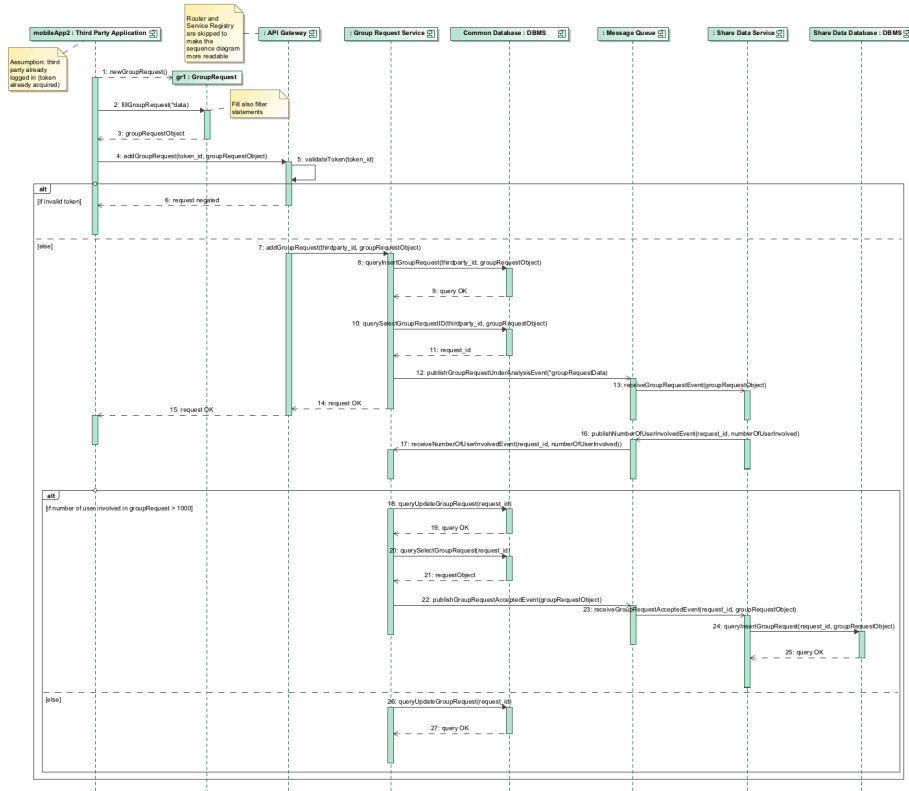 Router and
Service Registry
are skipped to
make the
sequence diagram
more readable
mobileApp2 : Third Party Application
: API Gateway
: Group Request Service
Common Database : DBMS
: Message Queue
: Share Data Service
Share Data Database : DBMS
Assumption: third
party already
logged in (token
already acquired)
1: newGroupRequest()
gr1 : GroupRequest
2: fillGroupRequest(*data)
Fill also filter
statements
3: groupRequestObject
4: addGroupRequest(token_id, groupRequestObject)
5: validateToken(token_id)
alt
[if invalid token]
6: request negated
[else]
7: addGroupRequest(thirdparty_id, groupRequestObject)
8: queryInsertGroupRequest(thirdparty_id, groupRequestObject)
9: query OK
10: querySelectGroupRequestID(thirdparty_id, groupRequestObject)
11: request_id
12: publishGroupRequestUnderAnalysisEvent(*groupRequestData)
13: receiveGroupRequestEvent(groupRequestObject)
14: request OK
15: request OK
16: publishNumberOfUserInvolvedEvent(request_id, numberOfUserInvolved)
17: receiveNumberOfUserInvolvedEvent(request_id, numberOfUserInvolved))
alt
[if number of user involved in groupRequest > 1000]
18: queryUpdateGroupRequest(request_id)
19: query OK
20: querySelectGroupRequest(request_id)
21: requestObject
22: publishGroupRequestAcceptedEvent(groupRequestObject)
23: receiveGroupRequestAcceptedEvent(request_id, groupRequestObject)
24: queryInsertGroupRequest(request_id, groupRequestObject)
25: query OK
[else]
26: queryUpdateGroupRequest(request_id)
27: query OK